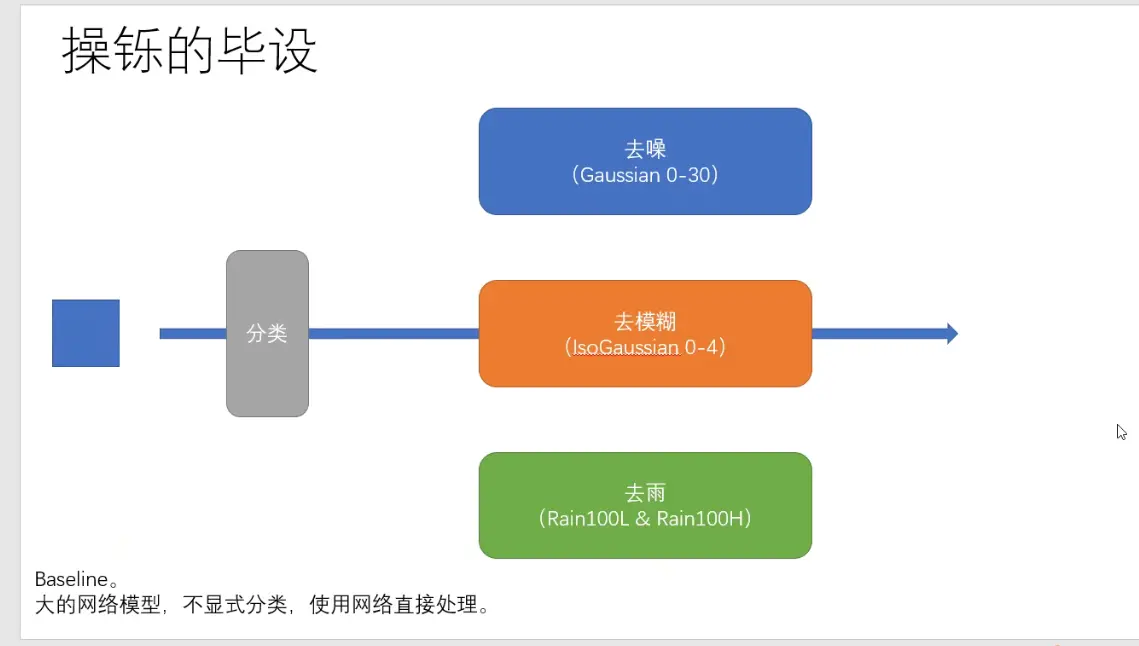 操铄的毕设
去噪
（Gaussian 0-30）
分类
去模糊
（IsoGaussian 0-4）
去雨
（Rain100L & Rain100H）
Baseline。
大的网络模型，不显式分类，使用网络直接处理。